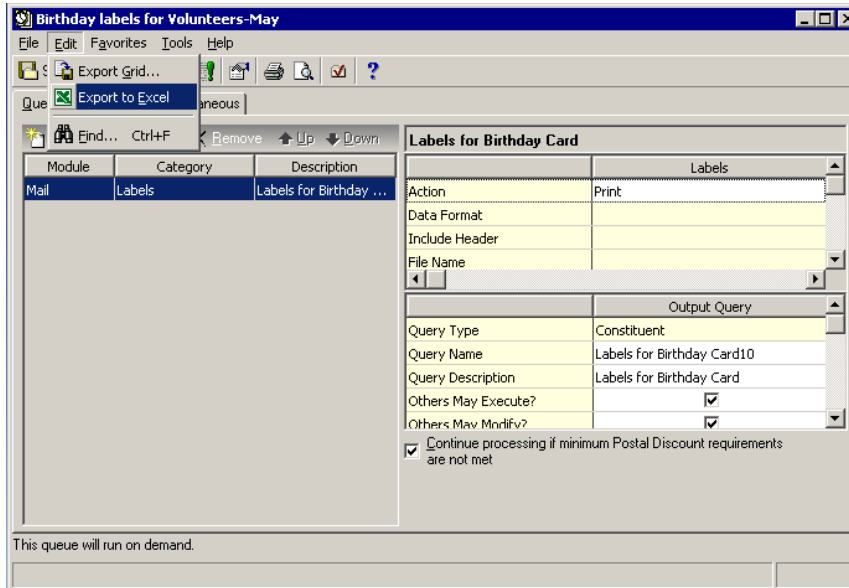 Birthday labels for Volunteers-May
File Edit Favorites Tools Help
Export Grid...
Export to Excel
Find... Ctrl+F
Que
aneous
Remove Up Down
Module Category Description
Mail Labels Labels for Birthday ...
Labels for Birthday Card
Labels
Action Print
Data Format
Include Header
File Name
Output Query
Query Type Constituent
Query Name Labels for Birthday Card10
Query Description Labels for Birthday Card
Others May Execute?
Others May Modify?
Continue processing if minimum Postal Discount requirements
are not met
This queue will run on demand.